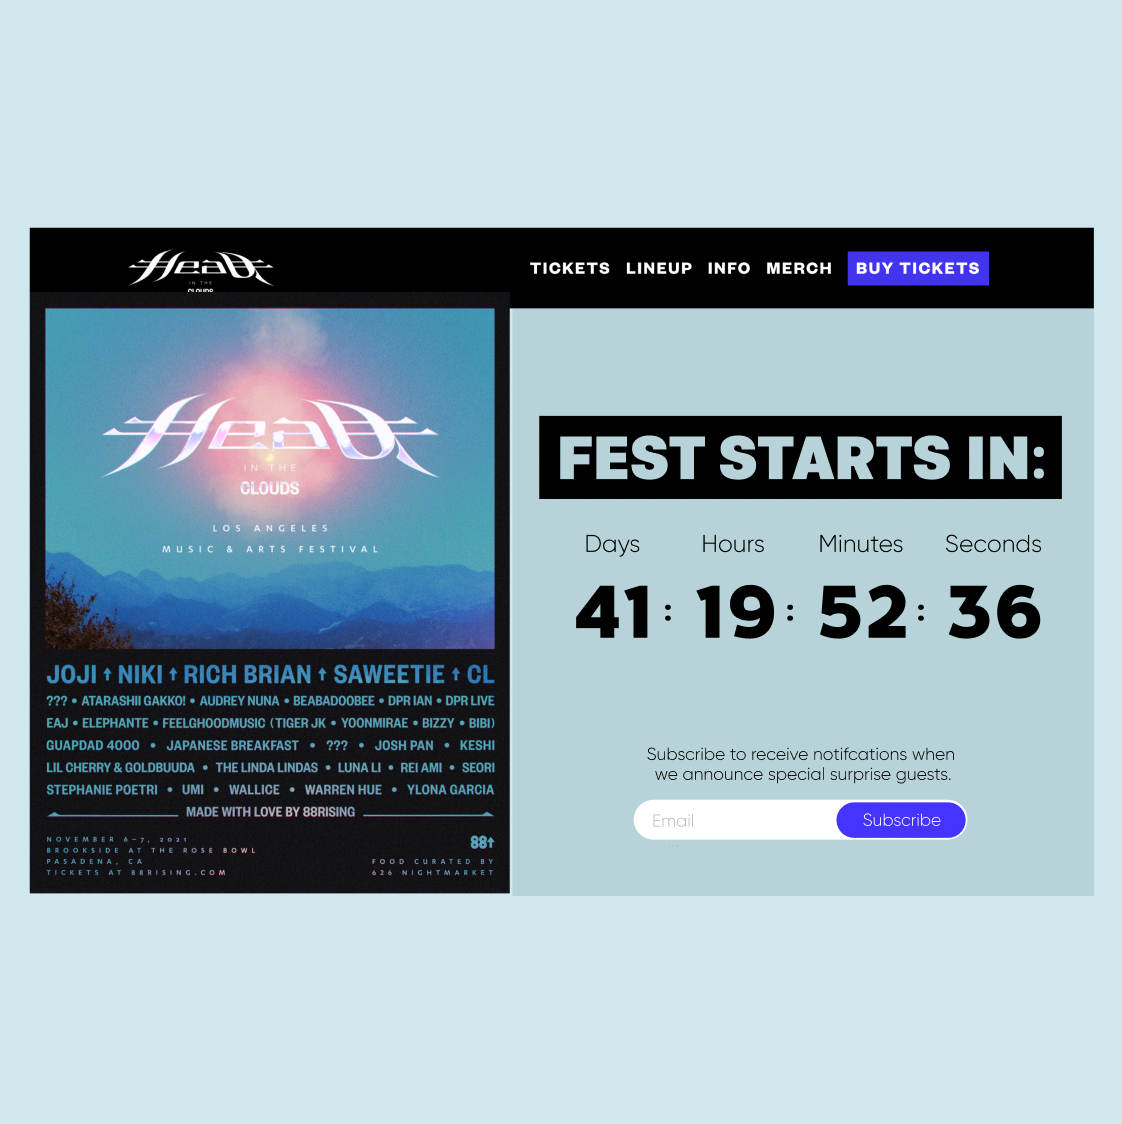 Head
IN THE
CLOUDS
TICKETS LINEUP INFO MERCH BUY TICKETS
Head
IN THE
CLOUDS
LOS ANGELES
MUSIC & ARTS FESTIVAL
JOJI ↑ NIKI ↑ RICH BRIAN ↑ SAWEETIE ↑ CL
??? • ATARASHII GAKKO! • AUDREY NUNA • BEABADOOBEE • DPR IAN • DPR LIVE
EAJ • ELEPHANTE • FEELGHOODMUSIC (TIGER JK • YOONMIRAE • BIZZY • BIBI)
GUAPDAD 4000 • JAPANESE BREAKFAST • ??? • JOSH PAN • KESHI
LIL CHERRY & GOLDBUUDA • THE LINDA LINDAS • LUNA LI • REI AMI • SEORI
STEPHANIE POETRI • UMI • WALLICE • WARREN HUE • YLONA GARCIA
MADE WITH LOVE BY 88RISING
NOVEMBER 6–7, 2021
BROOKSIDE AT THE ROSE BOWL
PASADENA, CA
TICKETS AT 88RISING.COM
88↑
FOOD CURATED BY
626 NIGHTMARKET
FEST STARTS IN:
Days Hours Minutes Seconds
41 : 19 : 52 : 36
Subscribe to receive notifcations when
we announce special surprise guests.
Email Subscribe